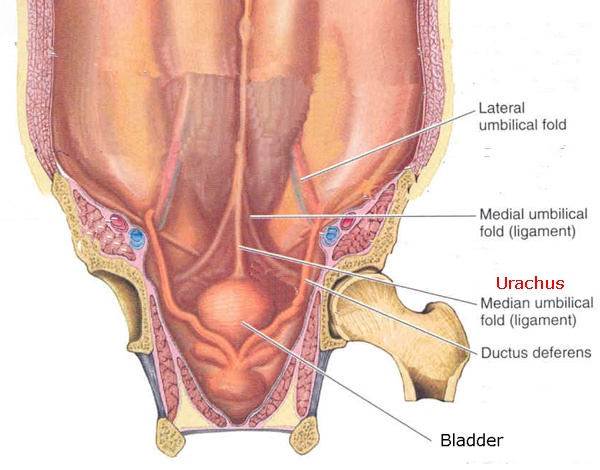 Lateral
umbilical fold
Medial umbilical
fold (ligament)
Urachus
Median umbilical
fold (ligament)
Ductus deferens
Bladder